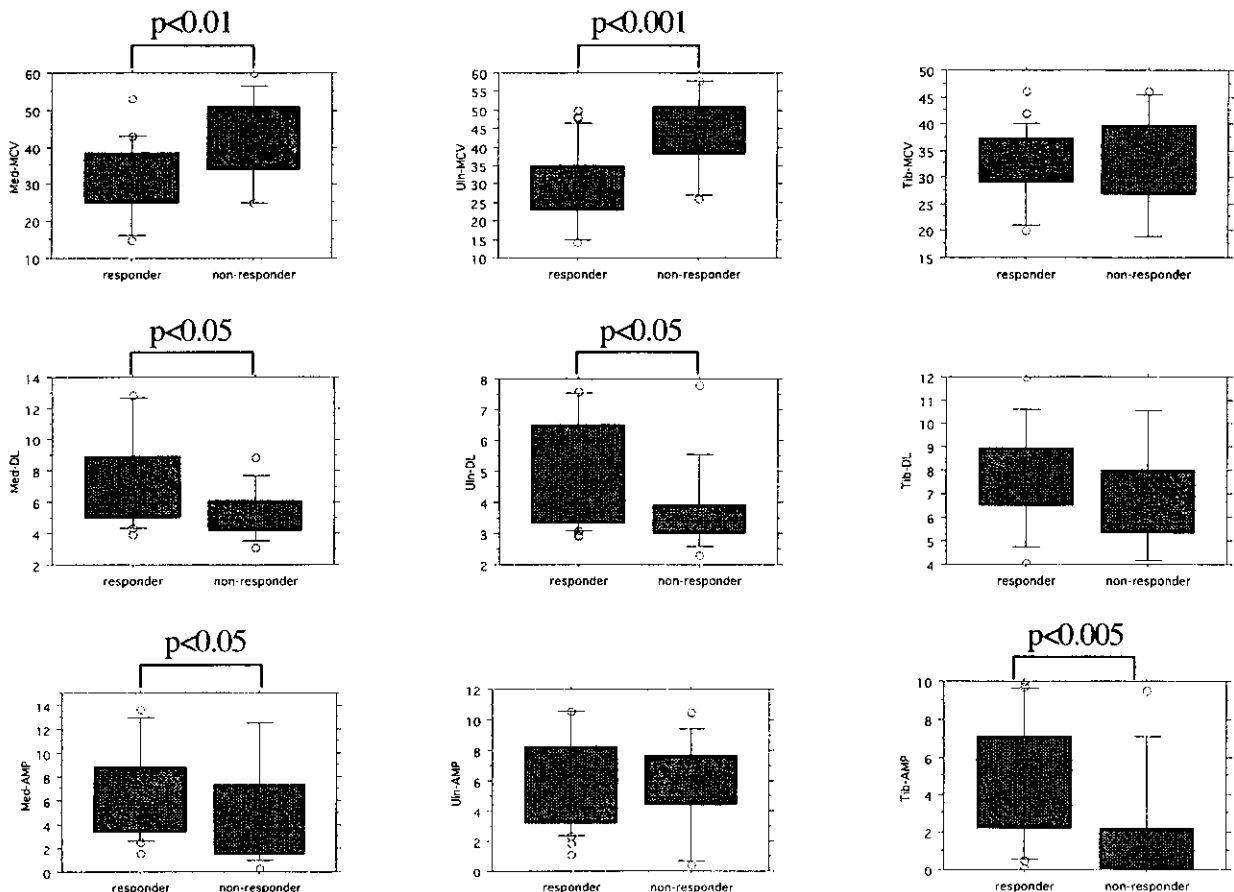 p<0.01
60
50
40
30
20
10
Med-MCV
responder
non-responder
p<0.001
60
55
50
45
40
35
30
25
20
15
10
Uln-MCV
responder
non-responder
50
45
40
35
30
25
20
15
Tib-MCV
responder
non-responder
p<0.05
14
12
10
8
6
4
2
Med-DL
responder
non-responder
p<0.05
8
7
6
5
4
3
2
Uln-DL
responder
non-responder
12
11
10
9
8
7
6
5
4
Tib-DL
responder
non-responder
p<0.05
14
12
10
8
6
4
2
0
Med-AMP
responder
non-responder
12
10
8
6
4
2
0
Uln-AMP
responder
non-responder
p<0.005
10
8
6
4
2
0
Tib-AMP
responder
non-responder